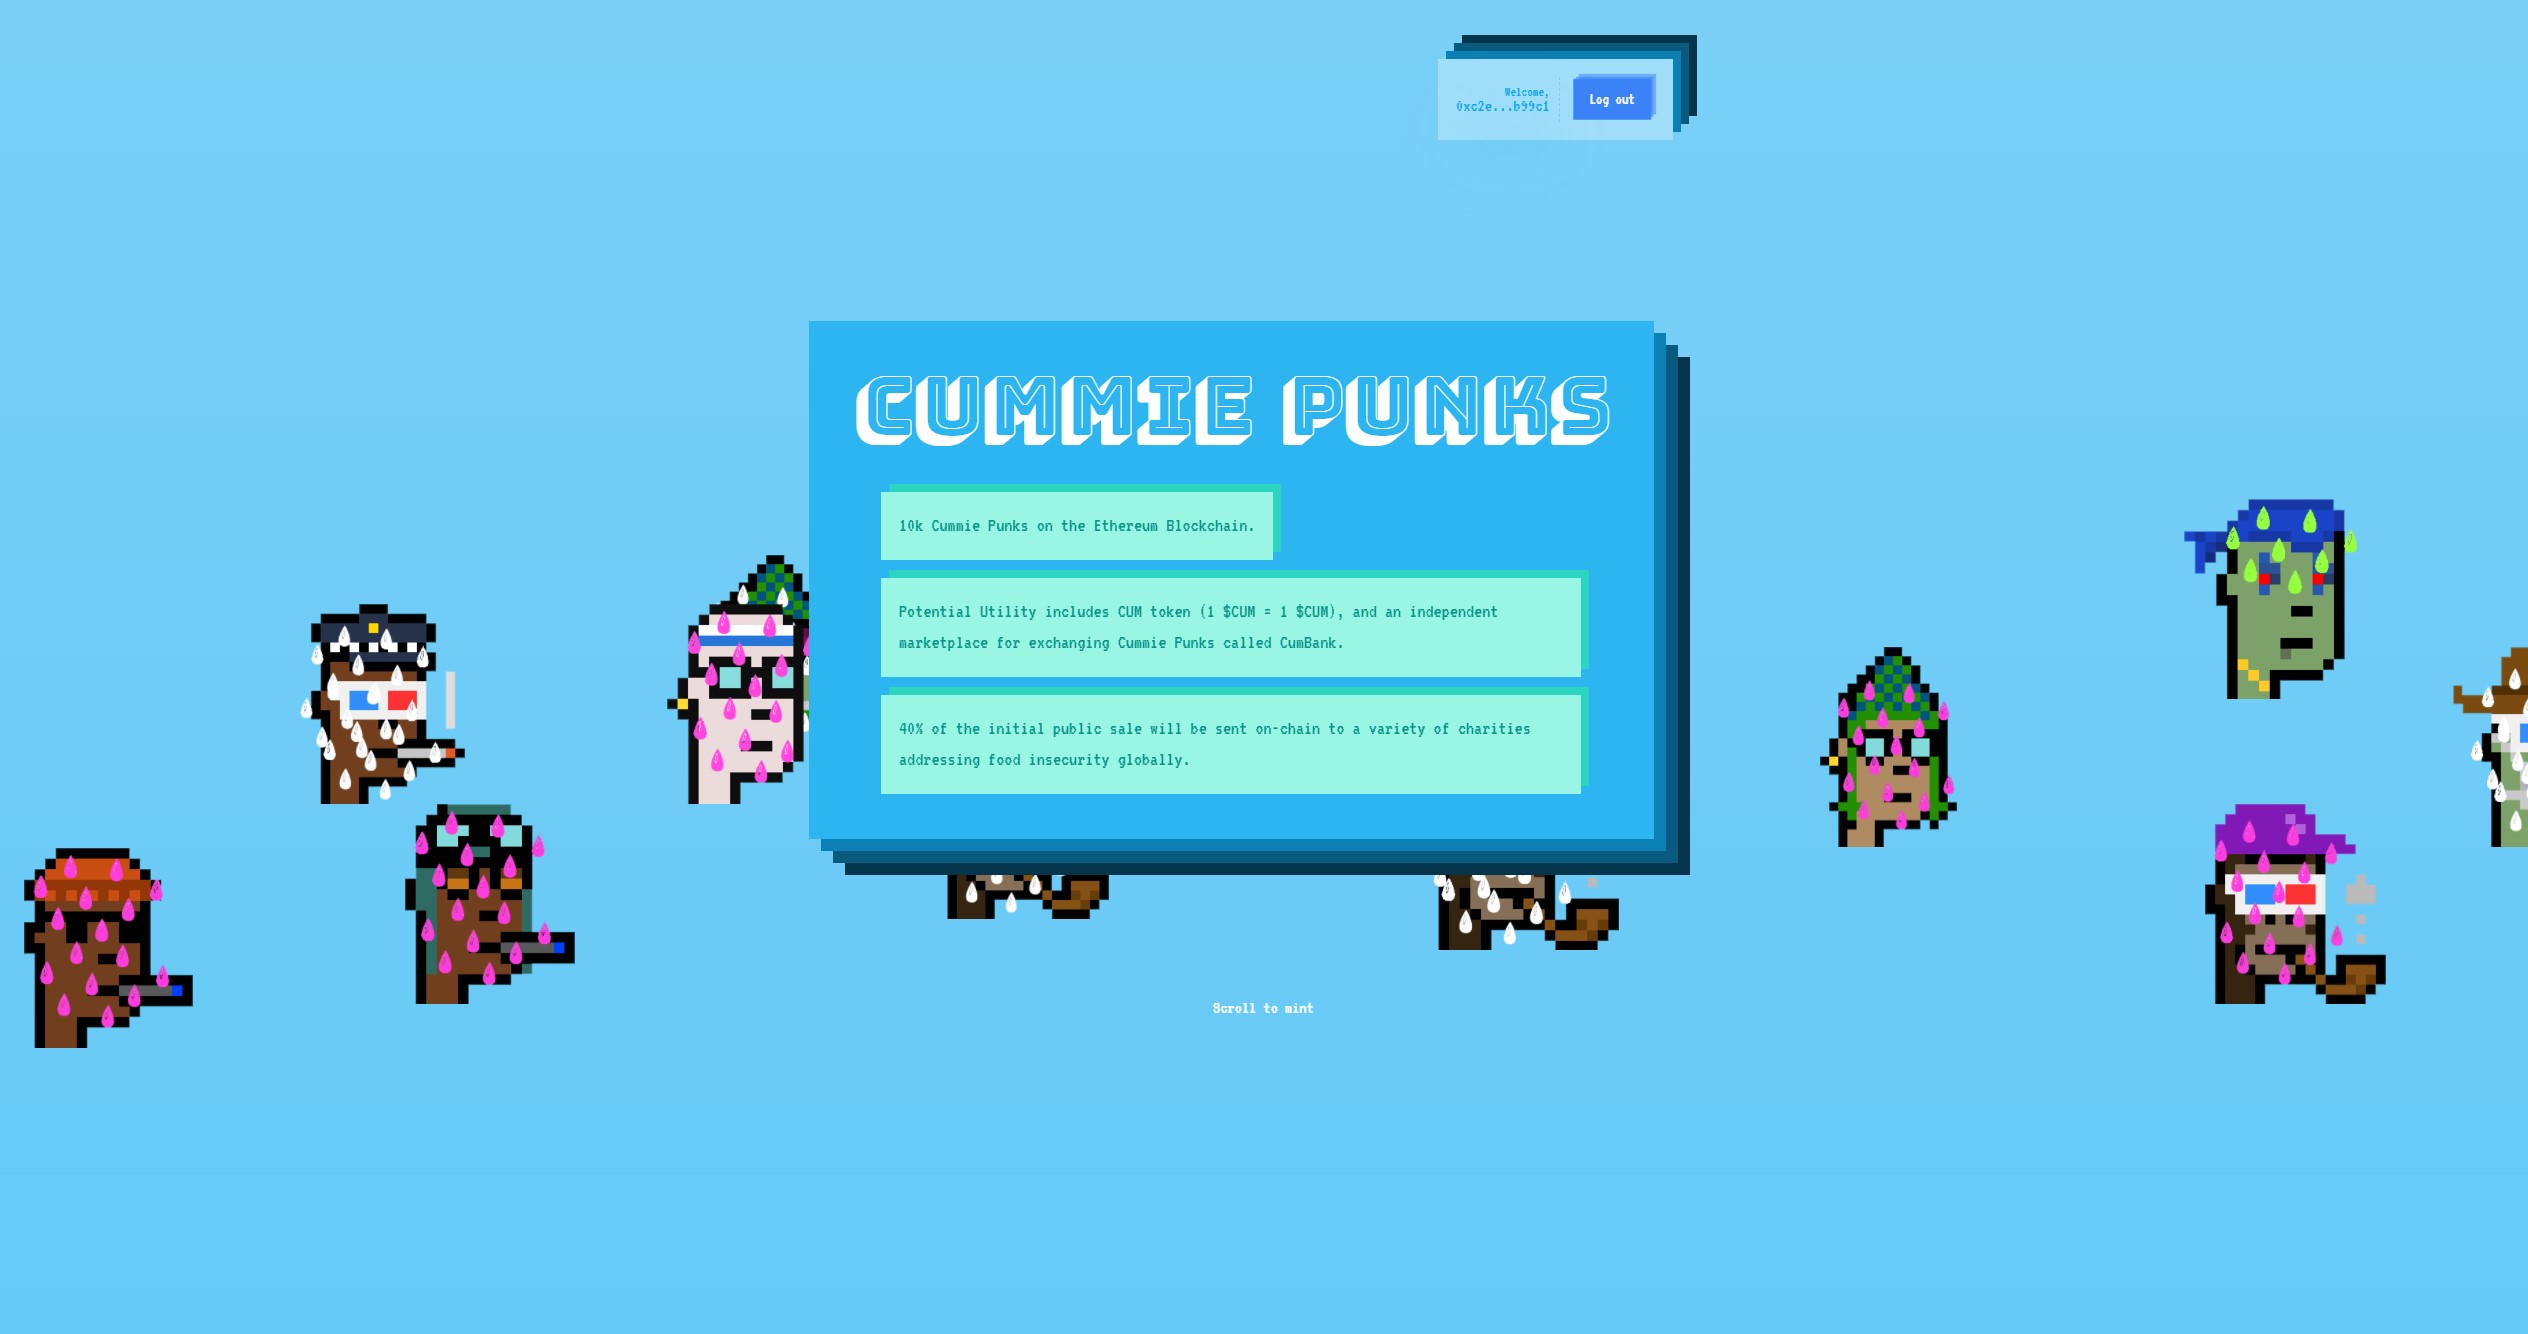 Welcome,
0xc2e...b99c1
Log out
CUMMIE PUNKS
10k Cummie Punks on the Ethereum Blockchain.
Potential Utility includes CUM token (1 $CUM = 1 $CUM), and an independent
marketplace for exchanging Cummie Punks called CumBank.
40% of the initial public sale will be sent on-chain to a variety of charities
addressing food insecurity globally.
Scroll to mint